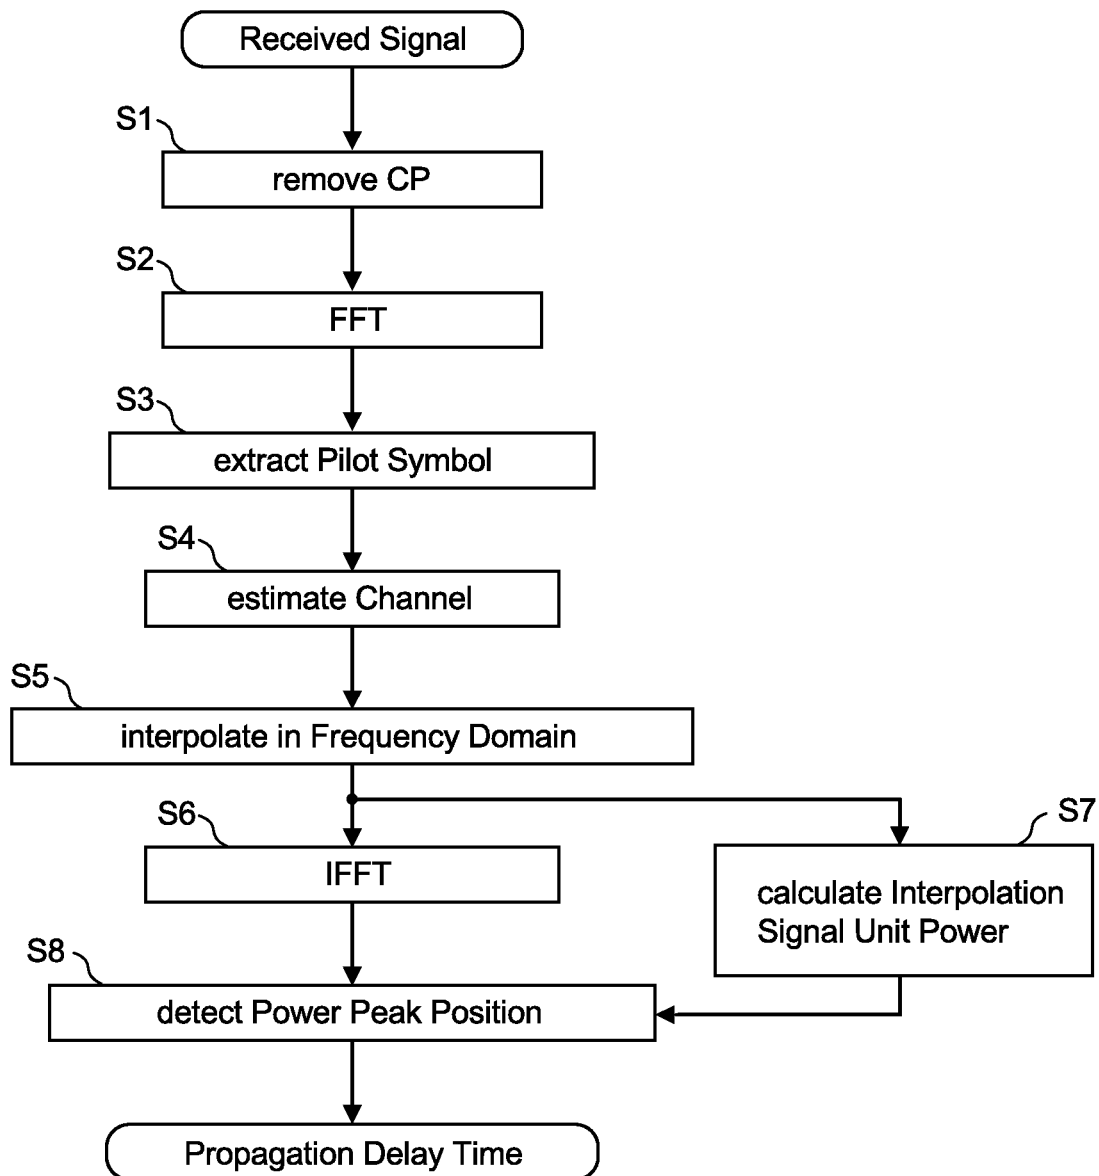 Received Signal
S1
remove CP
S2
FFT
S3
extract Pilot Symbol
S4
estimate Channel
S5
interpolate in Frequency Domain
S6
IFFT
S7
calculate Interpolation
Signal Unit Power
S8
detect Power Peak Position
Propagation Delay Time